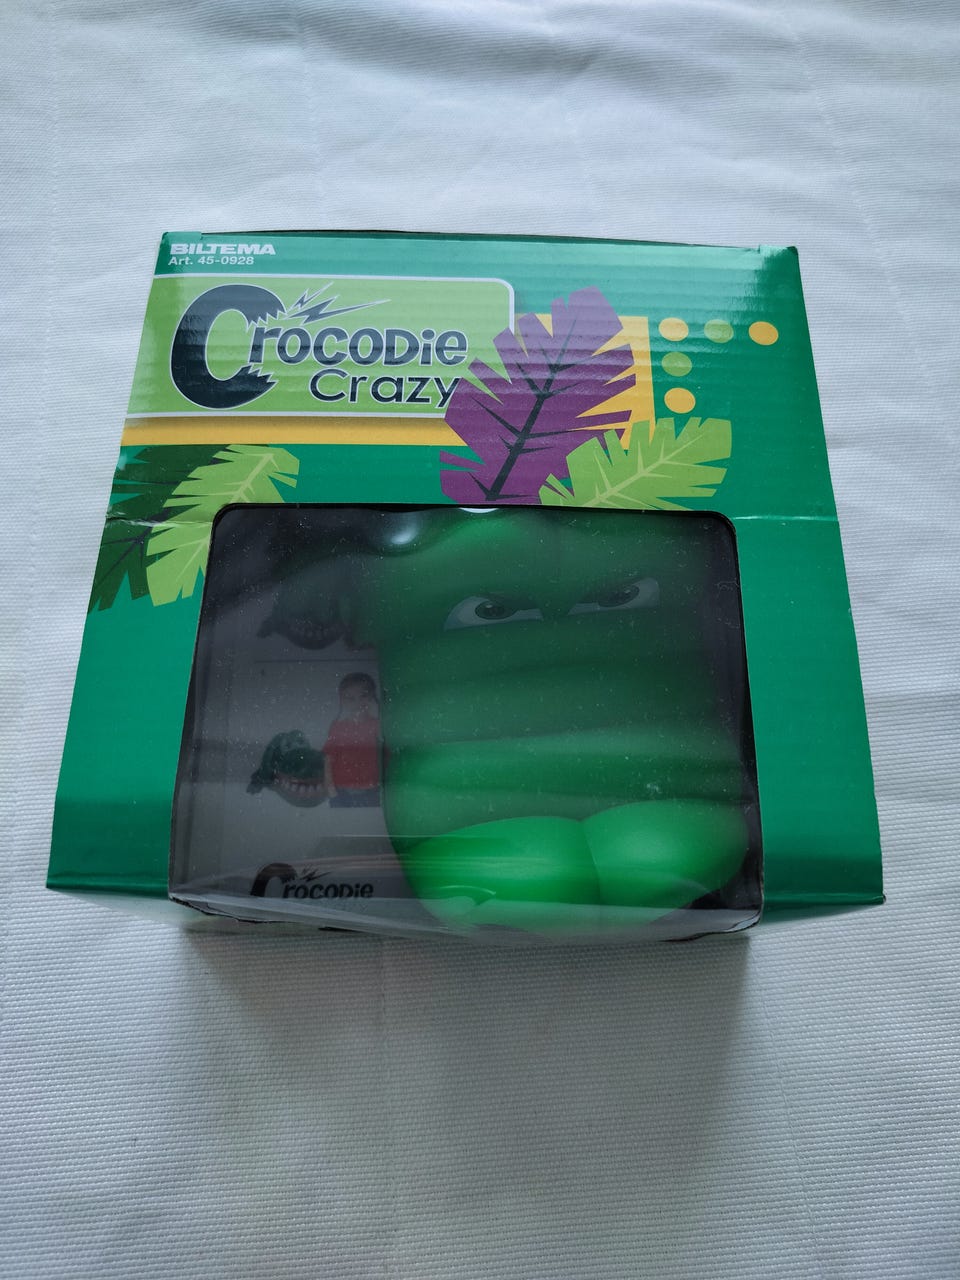 BILTEMA
Art. 45-0928
Crocodie
Crazy
Crocodie